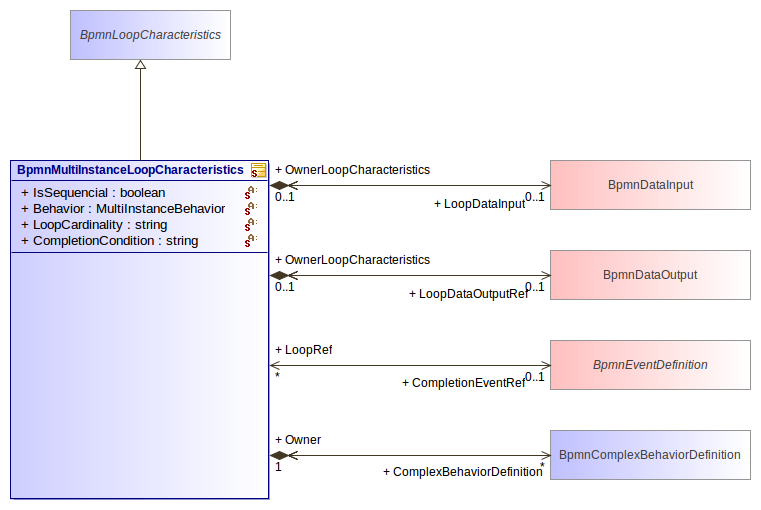 BpmnLoopCharacteristics
BpmnMultiInstanceLoopCharacteristics
+ IsSequencial : boolean
+ Behavior : MultiInstanceBehavior
+ LoopCardinality : string
+ CompletionCondition : string
+ OwnerLoopCharacteristics
0..1
+ LoopDataInput
0..1
BpmnDataInput
+ OwnerLoopCharacteristics
0..1
+ LoopDataOutputRef
0..1
BpmnDataOutput
+ LoopRef
*
+ CompletionEventRef
0..1
BpmnEventDefinition
+ Owner
1
+ ComplexBehaviorDefinition
*
BpmnComplexBehaviorDefinition